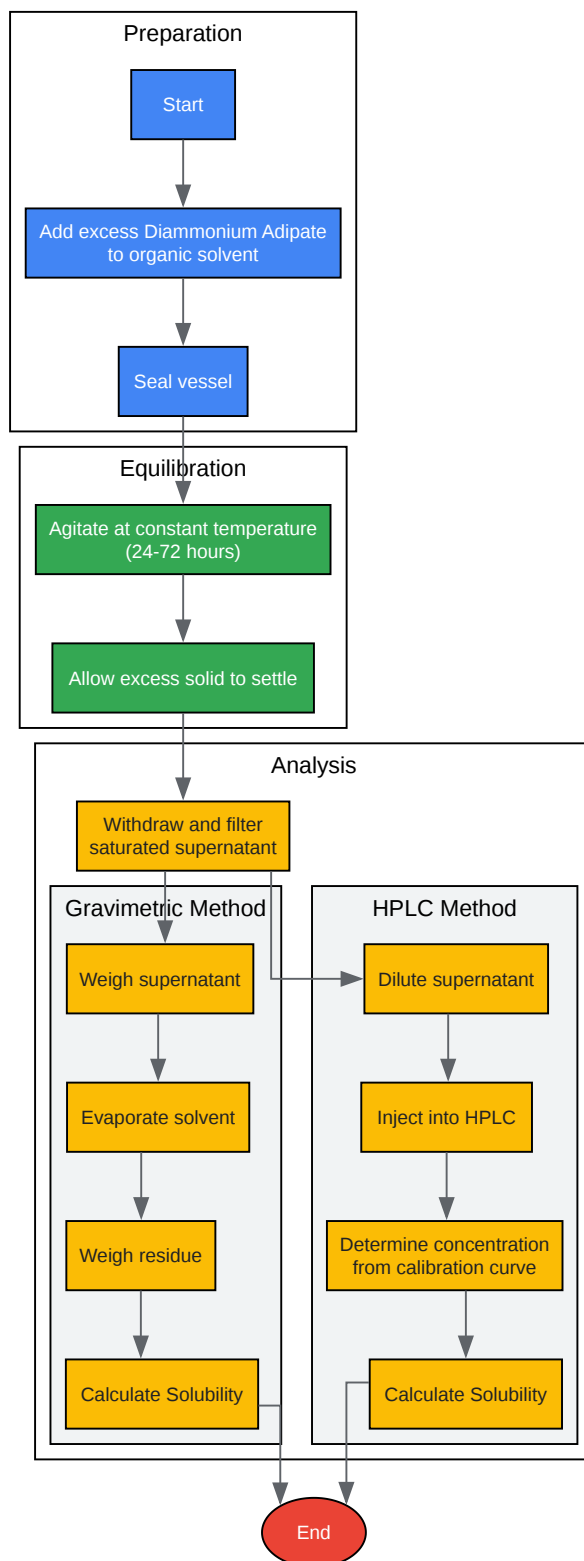 Preparation
Start
Add excess Diammonium Adipate
to organic solvent
Seal vessel
Equilibration
Agitate at constant temperature
(24-72 hours)
Allow excess solid to settle
Analysis
Withdraw and filter
saturated supernatant
Gravimetric Method
Weigh supernatant
Evaporate solvent
Weigh residue
Calculate Solubility
HPLC Method
Dilute supernatant
Inject into HPLC
Determine concentration
from calibration curve
Calculate Solubility
End